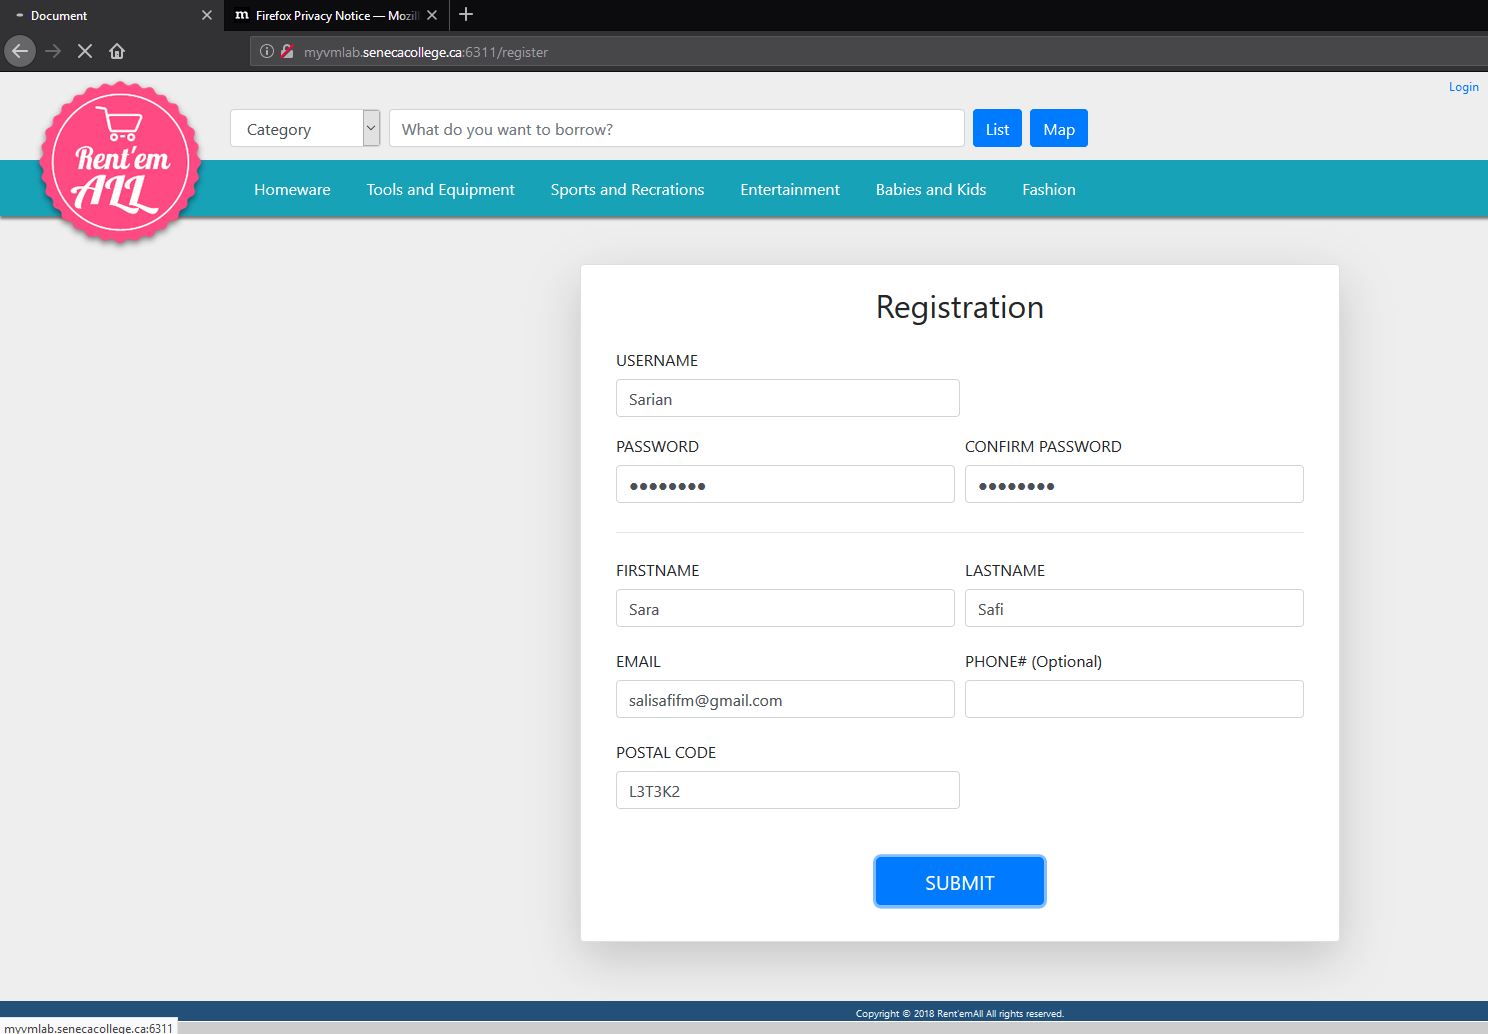 Document
m Firefox Privacy Notice — Mozil
myvmlab.senecacollege.ca:6311/register
Login
Rent'em
ALL
Category
What do you want to borrow?
List
Map
Homeware
Tools and Equipment
Sports and Recrations
Entertainment
Babies and Kids
Fashion
Registration
USERNAME
Sarian
PASSWORD
CONFIRM PASSWORD
●●●●●●●●
●●●●●●●●
FIRSTNAME
LASTNAME
Sara
Safi
EMAIL
PHONE# (Optional)
salisafifm@gmail.com
POSTAL CODE
L3T3K2
SUBMIT
Copyright © 2018 Rent'emAll All rights reserved.
myvmlab.senecacollege.ca:6311